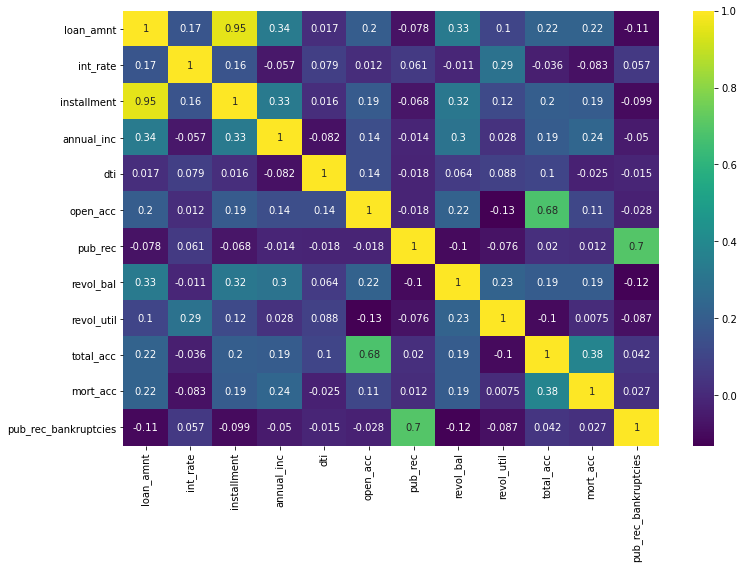 loan_amnt 1 0.17 0.95 0.34 0.017 0.2 -0.078 0.33 0.1 0.22 0.22 -0.11
int_rate 0.17 1 0.16 -0.057 0.079 0.012 0.061 -0.011 0.29 -0.036 -0.083 0.057
installment 0.95 0.16 1 0.33 0.016 0.19 -0.068 0.32 0.12 0.2 0.19 -0.099
annual_inc 0.34 -0.057 0.33 1 -0.082 0.14 -0.014 0.3 0.028 0.19 0.24 -0.05
dti 0.017 0.079 0.016 -0.082 1 0.14 -0.018 0.064 0.088 0.1 -0.025 -0.015
open_acc 0.2 0.012 0.19 0.14 0.14 1 -0.018 0.22 -0.13 0.68 0.11 -0.028
pub_rec -0.078 0.061 -0.068 -0.014 -0.018 -0.018 1 -0.1 -0.076 0.02 0.012 0.7
revol_bal 0.33 -0.011 0.32 0.3 0.064 0.22 -0.1 1 0.23 0.19 0.19 -0.12
revol_util 0.1 0.29 0.12 0.028 0.088 -0.13 -0.076 0.23 1 -0.1 0.0075 -0.087
total_acc 0.22 -0.036 0.2 0.19 0.1 0.68 0.02 0.19 -0.1 1 0.38 0.042
mort_acc 0.22 -0.083 0.19 0.24 -0.025 0.11 0.012 0.19 0.0075 0.38 1 0.027
pub_rec_bankruptcies -0.11 0.057 -0.099 -0.05 -0.015 -0.028 0.7 -0.12 -0.087 0.042 0.027 1
loan_amnt int_rate installment annual_inc dti open_acc pub_rec revol_bal revol_util total_acc mort_acc pub_rec_bankruptcies
1.0
0.8
0.6
0.4
0.2
0.0